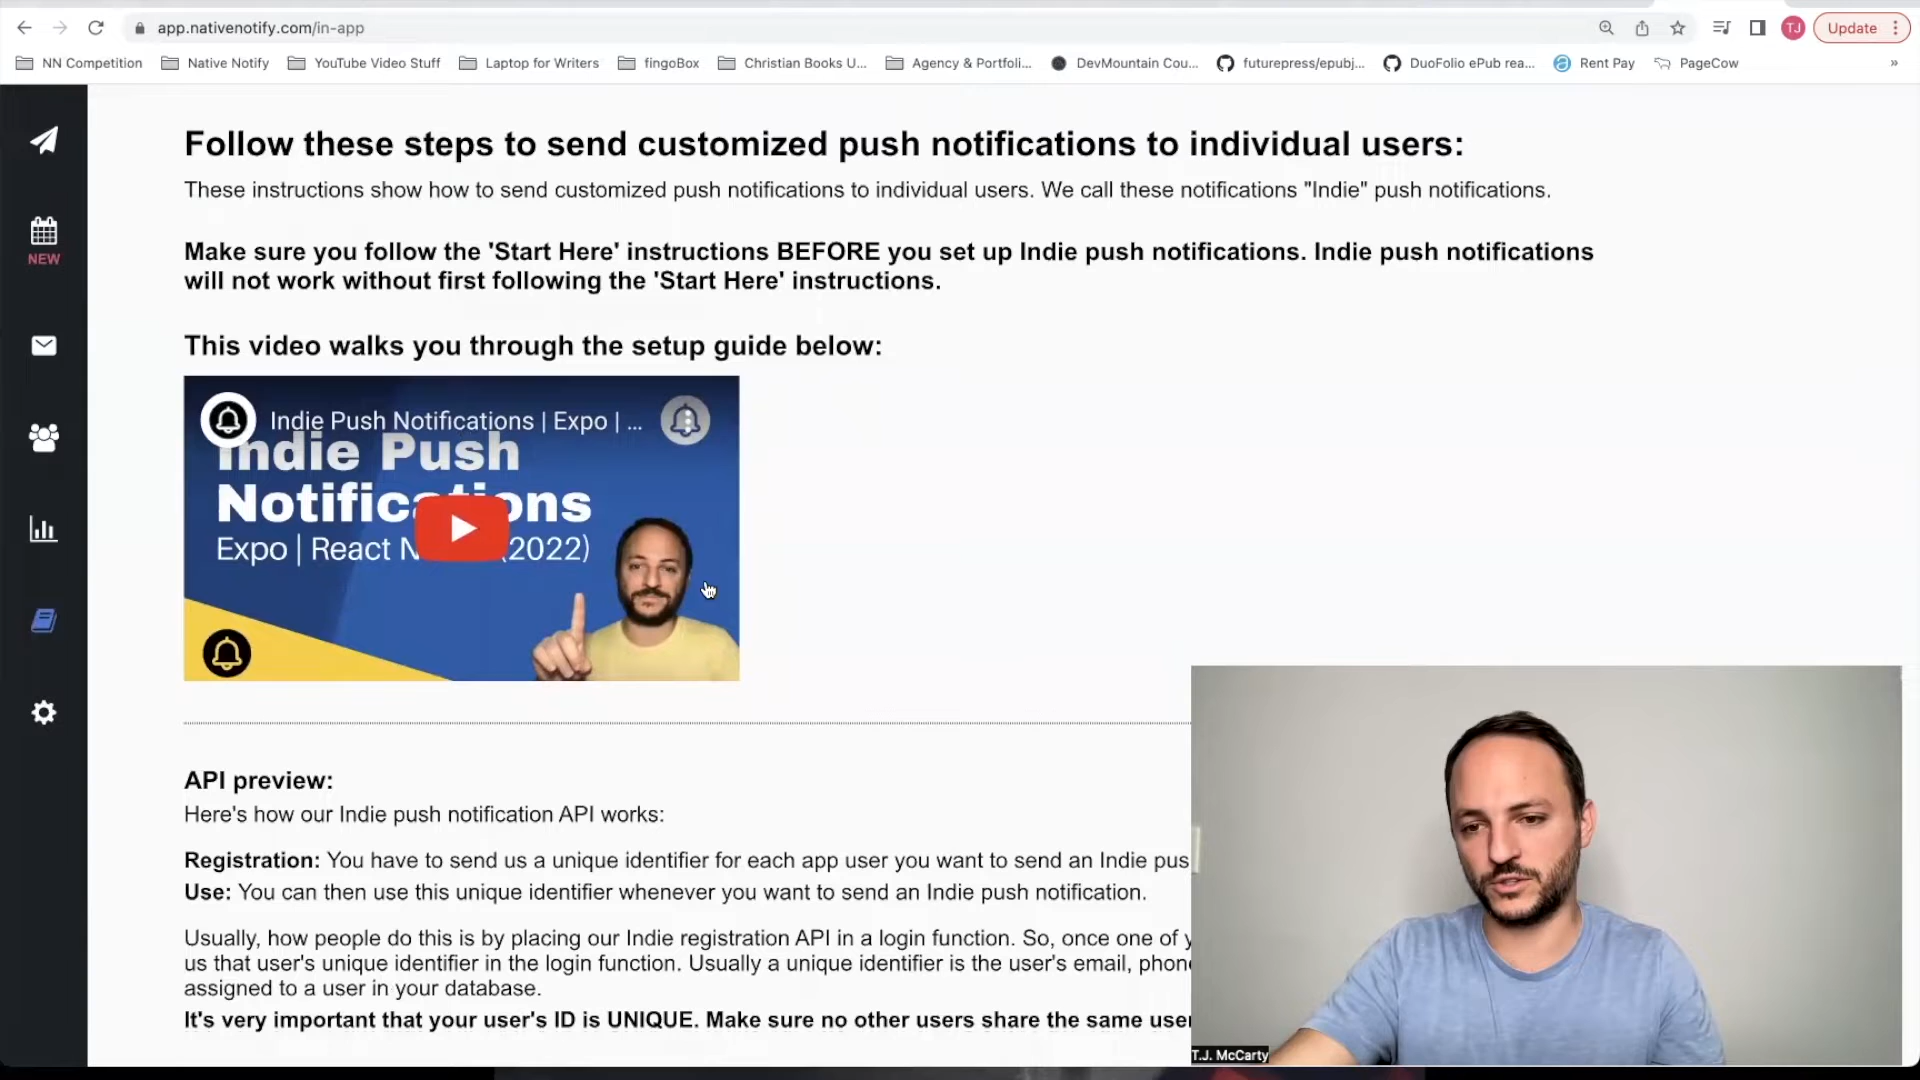 app.nativenotify.com/in-app
TJ
Update
NN Competition
Native Notify
YouTube Video Stuff
Laptop for Writers
fingoBox
Christian Books U...
Agency & Portfoli...
DevMountain Cou...
futurepress/epubj...
DuoFolio ePub rea...
Rent Pay
PageCow
»
Follow these steps to send customized push notifications to individual users:
These instructions show how to send customized push notifications to individual users. We call these notifications "Indie" push notifications.
NEW
Make sure you follow the 'Start Here' instructions BEFORE you set up Indie push notifications. Indie push notifications
will not work without first following the 'Start Here' instructions.
This video walks you through the setup guide below:
Indie Push Notifications | Expo | ...
Indie Push
Notifications
Expo | React N (2022)
API preview:
Here's how our Indie push notification API works:
Registration: You have to send us a unique identifier for each app user you want to send an Indie pus
Use: You can then use this unique identifier whenever you want to send an Indie push notification.
Usually, how people do this is by placing our Indie registration API in a login function. So, once one of y
us that user's unique identifier in the login function. Usually a unique identifier is the user's email, phone
assigned to a user in your database.
It's very important that your user's ID is UNIQUE. Make sure no other users share the same user
T.J. McCarty